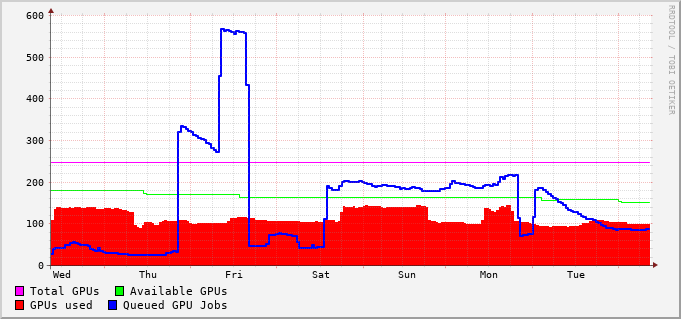 600
500
400
300
200
100
0
Wed Thu Fri Sat Sun Mon Tue
Total GPUs Available GPUs
GPUs used Queued GPU Jobs
RRDTOOL / TOBI OETIKER